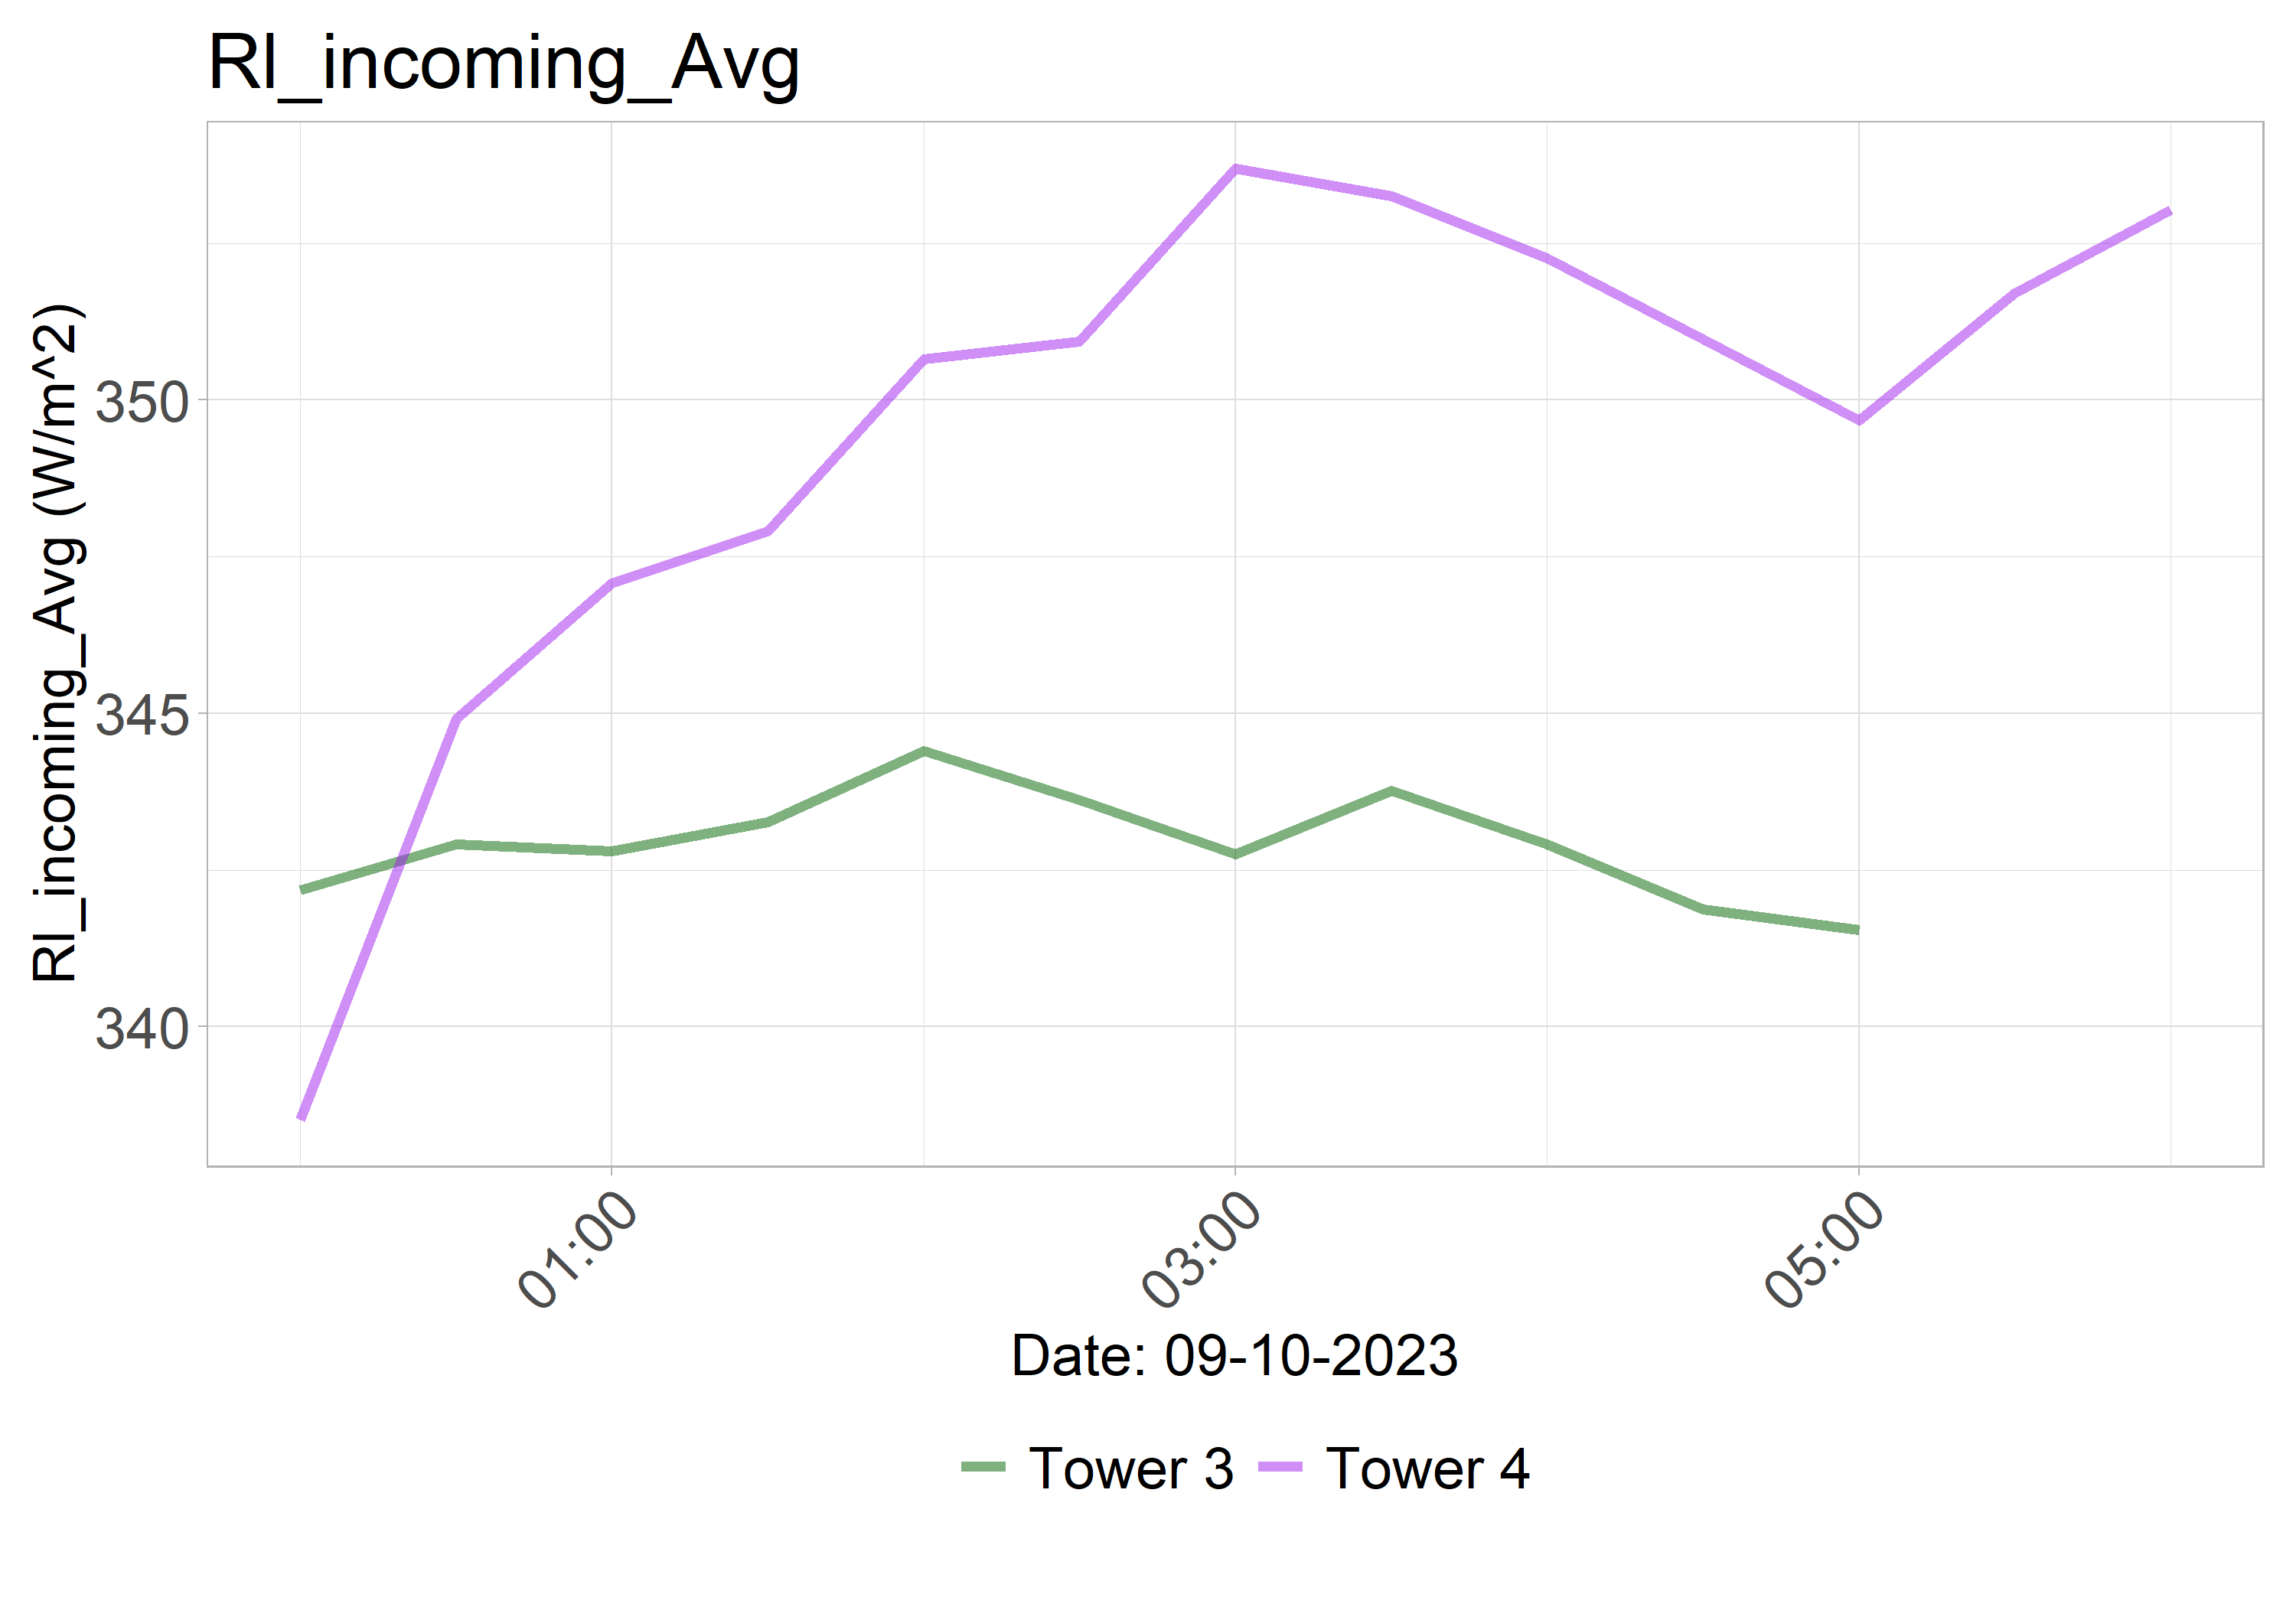 Rl_incoming_Avg
Rl_incoming_Avg (W/m^2)
350
345
340
01:00
03:00
05:00
Date: 09-10-2023
Tower 3
Tower 4